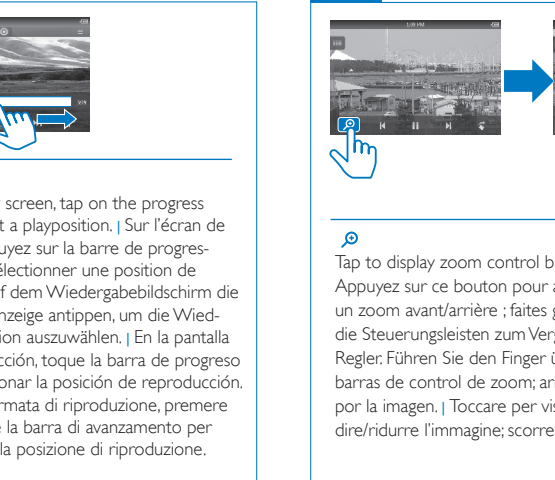 1:09 PM
screen, tap on the progress
t a playposition. | Sur l'écran de
uyez sur la barre de progres-
électionner une position de
f dem Wiedergabebildschirm die
nzeige antippen, um die Wied-
ion auszuwählen. | En la pantalla
cción, toque la barra de progreso
onar la posición de reproducción.
rmata di riproduzione, premere
e la barra di avanzamento per
la posizione di riproduzione.
Tap to display zoom control ba
Appuyez sur ce bouton pour a
un zoom avant/arrière ; faites g
die Steuerungsleisten zum Verg
Regler. Führen Sie den Finger ü
barras de control de zoom; arr
por la imagen. | Toccare per vis
dire/ridurre l'immagine; scorre